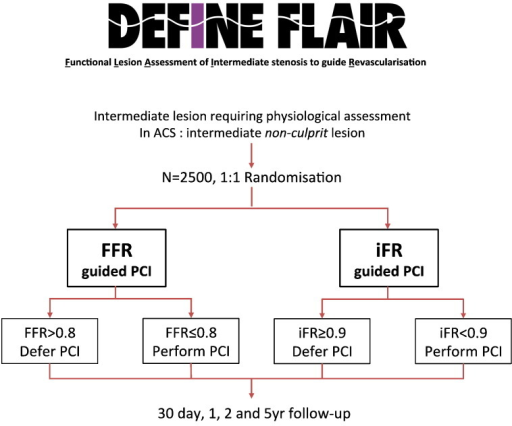 DEFINE FLAIR
Functional Lesion Assessment of Intermediate stenosis to guide Revascularisation
Intermediate lesion requiring physiological assessment
In ACS : intermediate non-culprit lesion
N=2500, 1:1 Randomisation
FFR
guided PCI
iFR
guided PCI
FFR>0.8
Defer PCI
FFR≤0.8
Perform PCI
iFR≥0.9
Defer PCI
iFR<0.9
Perform PCI
30 day, 1, 2 and 5yr follow-up